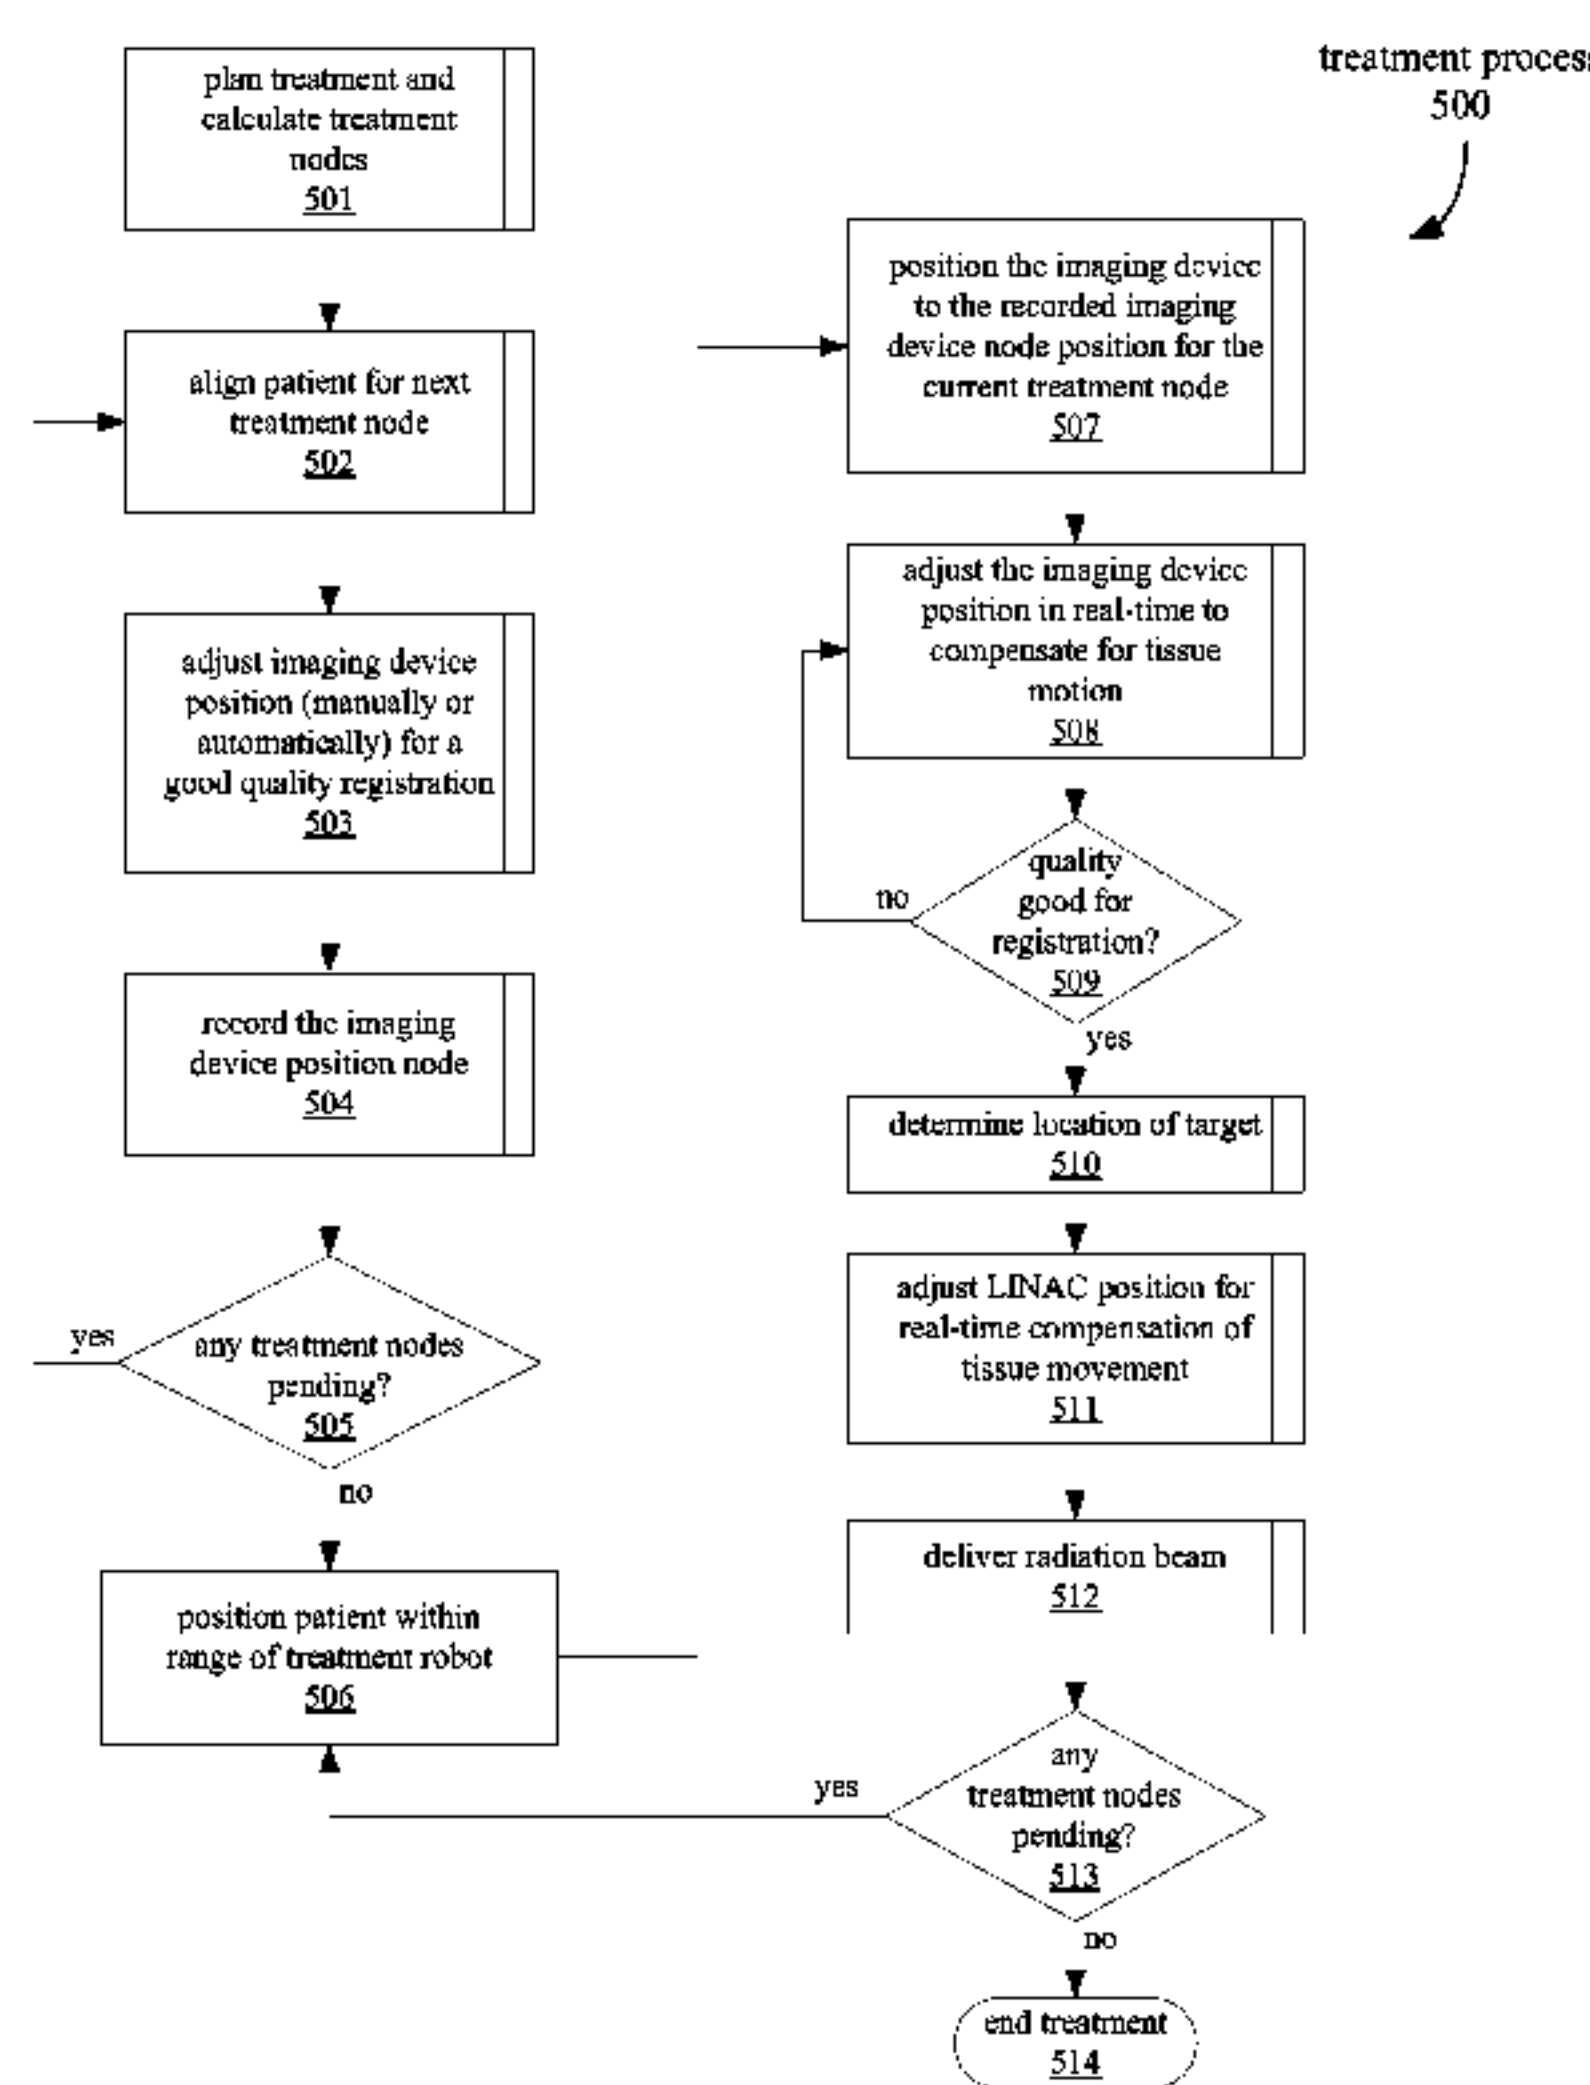 treatment process
500
plan treatment and
calculate treatment
nodes
501
align patient for next
treatment node
502
adjust imaging device
position (manually or
automatically) for a
good quality registration
503
record the imaging
device position node
504
yes
any treatment nodes
pending?
505
no
position patient within
range of treatment robot
506
position the imaging device
to the recorded imaging
device node position for the
current treatment node
507
adjust the imaging device
position in real-time to
compensate for tissue
motion
508
no
quality
good for
registration?
509
yes
determine location of target
510
adjust LINAC position for
real-time compensation of
tissue movement
511
deliver radiation beam
512
yes
any
treatment nodes
pending?
513
no
end treatment
514